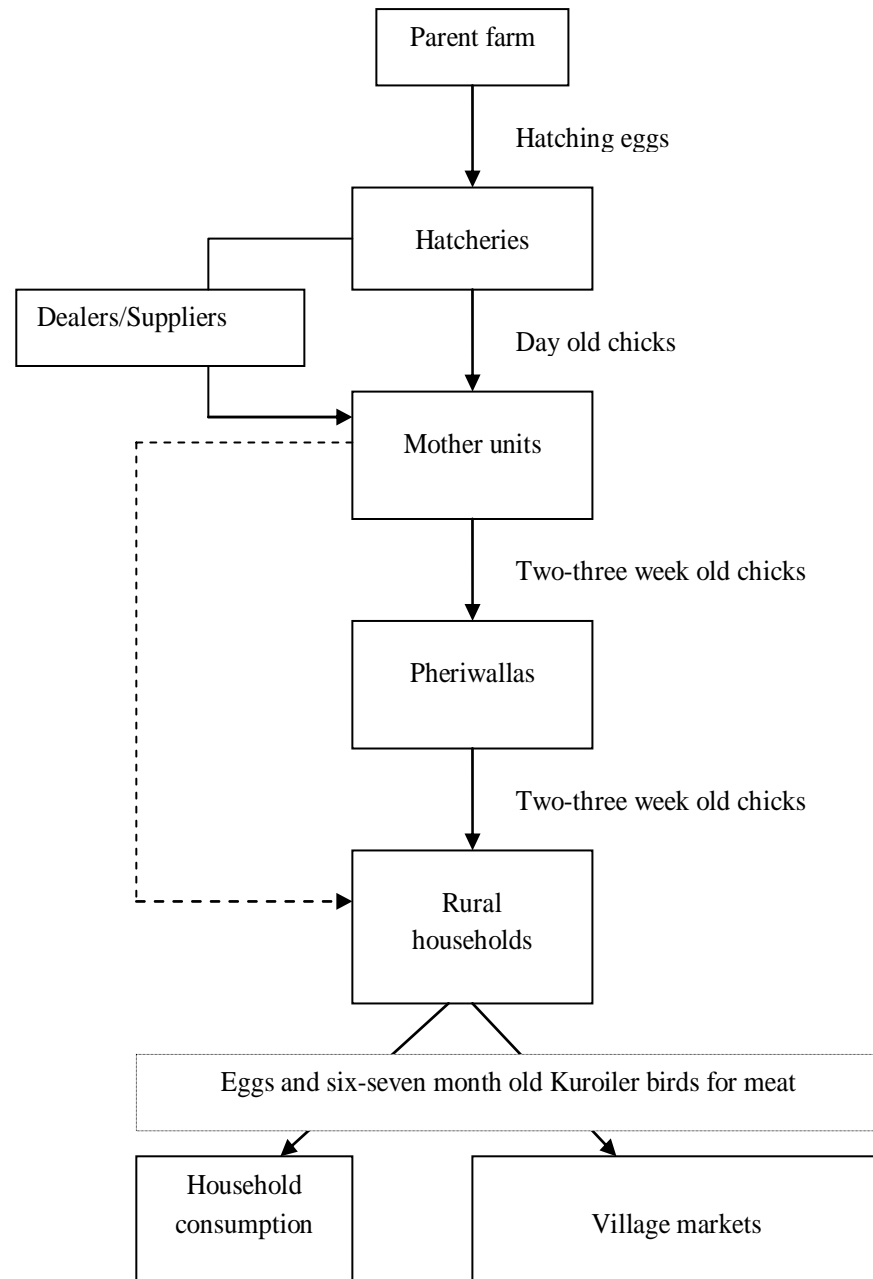 Parent farm
Hatching eggs
Hatcheries
Dealers/Suppliers
Day old chicks
Mother units
Two-three week old chicks
Pheriwallas
Two-three week old chicks
Rural
households
Eggs and six-seven month old Kuroiler birds for meat
Household
consumption
Village markets